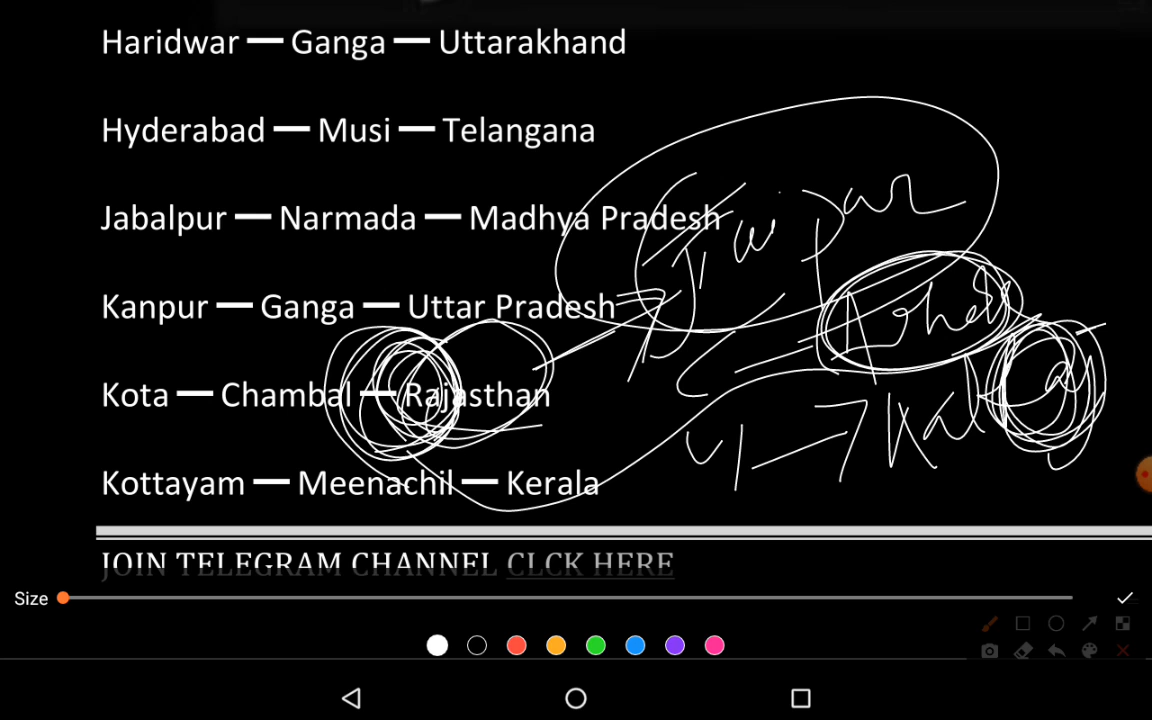 Haridwar — Ganga — Uttarakhand
Hyderabad — Musi — Telangana
Jabalpur — Narmada — Madhya Pradesh
Kanpur — Ganga — Uttar Pradesh
Kota — Chambal — Rajasthan
Kottayam — Meenachil — Kerala
JOIN TELEGRAM CHANNEL CLCK HERE
Size